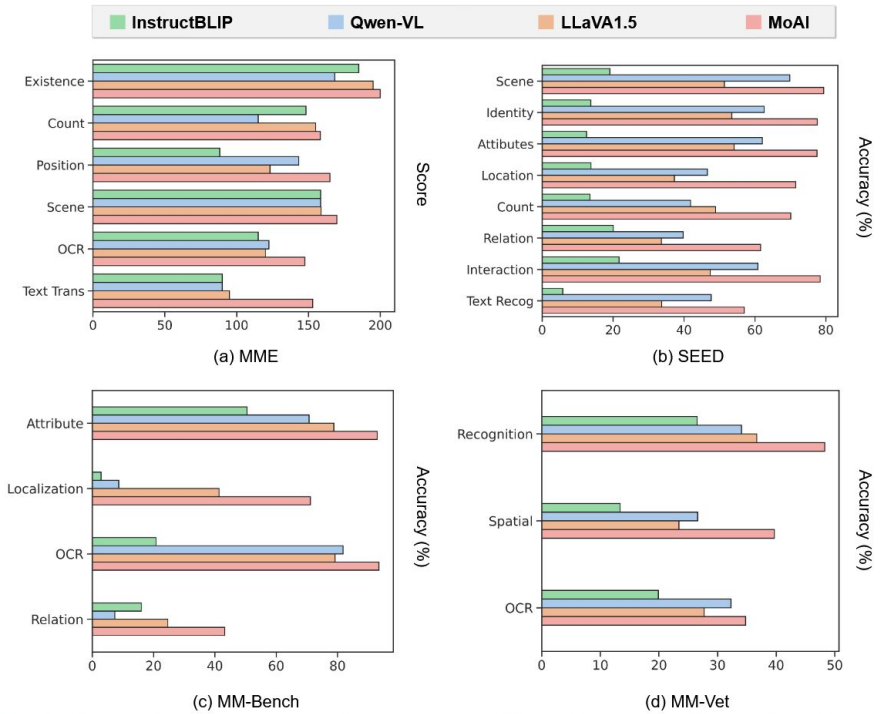 InstructBLIP Qwen-VL LLaVA1.5 MoAI
Existence
Count
Position
Scene
OCR
Text Trans
0 50 100 150 200
Score
(a) MME
Scene
Identity
Attibutes
Location
Count
Relation
Interaction
Text Recog
0 20 40 60 80
Accuracy (%)
(b) SEED
Attribute
Localization
OCR
Relation
0 20 40 60 80
Accuracy (%)
(c) MM-Bench
Recognition
Spatial
OCR
0 10 20 30 40 50
Accuracy (%)
(d) MM-Vet